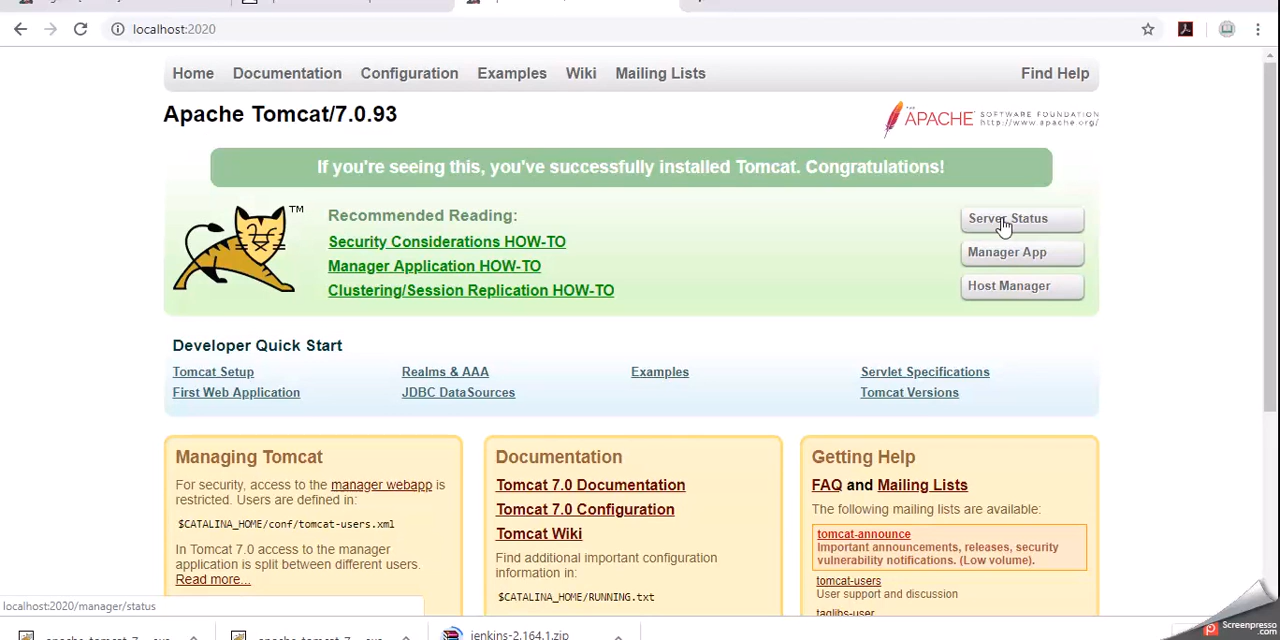 localhost:2020
Home Documentation Configuration Examples Wiki Mailing Lists Find Help
Apache Tomcat/7.0.93
THE APACHE SOFTWARE FOUNDATION
http://www.apache.org/
If you're seeing this, you've successfully installed Tomcat. Congratulations!
TM
Recommended Reading:
Security Considerations HOW-TO
Manager Application HOW-TO
Clustering/Session Replication HOW-TO
Server Status
Manager App
Host Manager
Developer Quick Start
Tomcat Setup
First Web Application
Realms & AAA
JDBC DataSources
Examples
Servlet Specifications
Tomcat Versions
Managing Tomcat
For security, access to the manager webapp is
restricted. Users are defined in:
$CATALINA_HOME/conf/tomcat-users.xml
In Tomcat 7.0 access to the manager
application is split between different users.
Read more...
Documentation
Tomcat 7.0 Documentation
Tomcat 7.0 Configuration
Tomcat Wiki
Find additional important configuration
information in:
$CATALINA_HOME/RUNNING.txt
Getting Help
FAQ and Mailing Lists
The following mailing lists are available:
tomcat-announce
Important announcements, releases, security
vulnerability notifications. (Low volume).
tomcat-users
User support and discussion
taglibs-user
localhost:2020/manager/status
jenkins-2.164.1.zip
Screenpresso.com